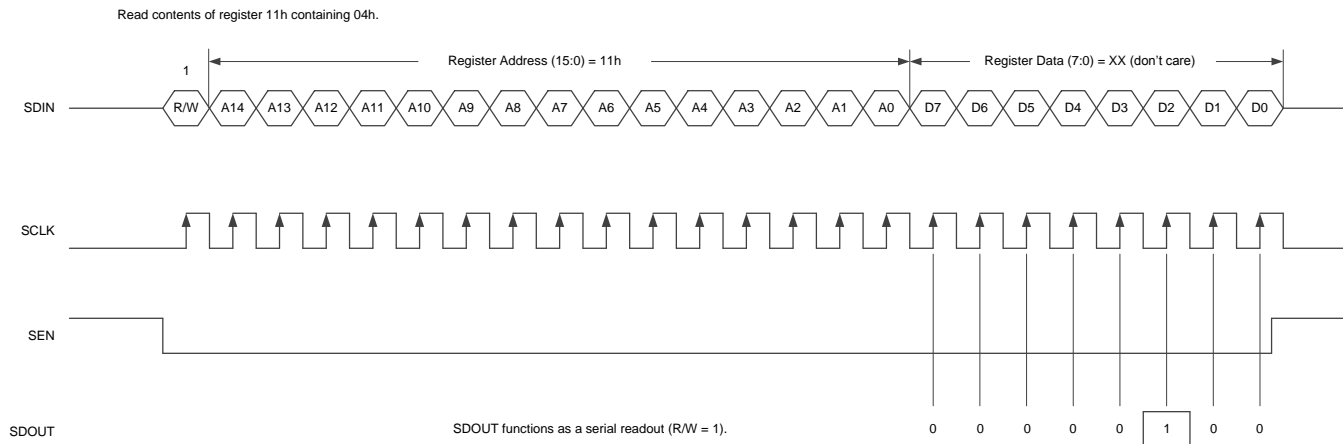 Read contents of register 11h containing 04h.
1
Register Address (15:0) = 11h
Register Data (7:0) = XX (don’t care)
SDIN
R/W A14 A13 A12 A11 A10 A9 A8 A7 A6 A5 A4 A3 A2 A1 A0 D7 D6 D5 D4 D3 D2 D1 D0
SCLK
SEN
SDOUT
SDOUT functions as a serial readout (R/W = 1).
0 0 0 0 0 1 0 0